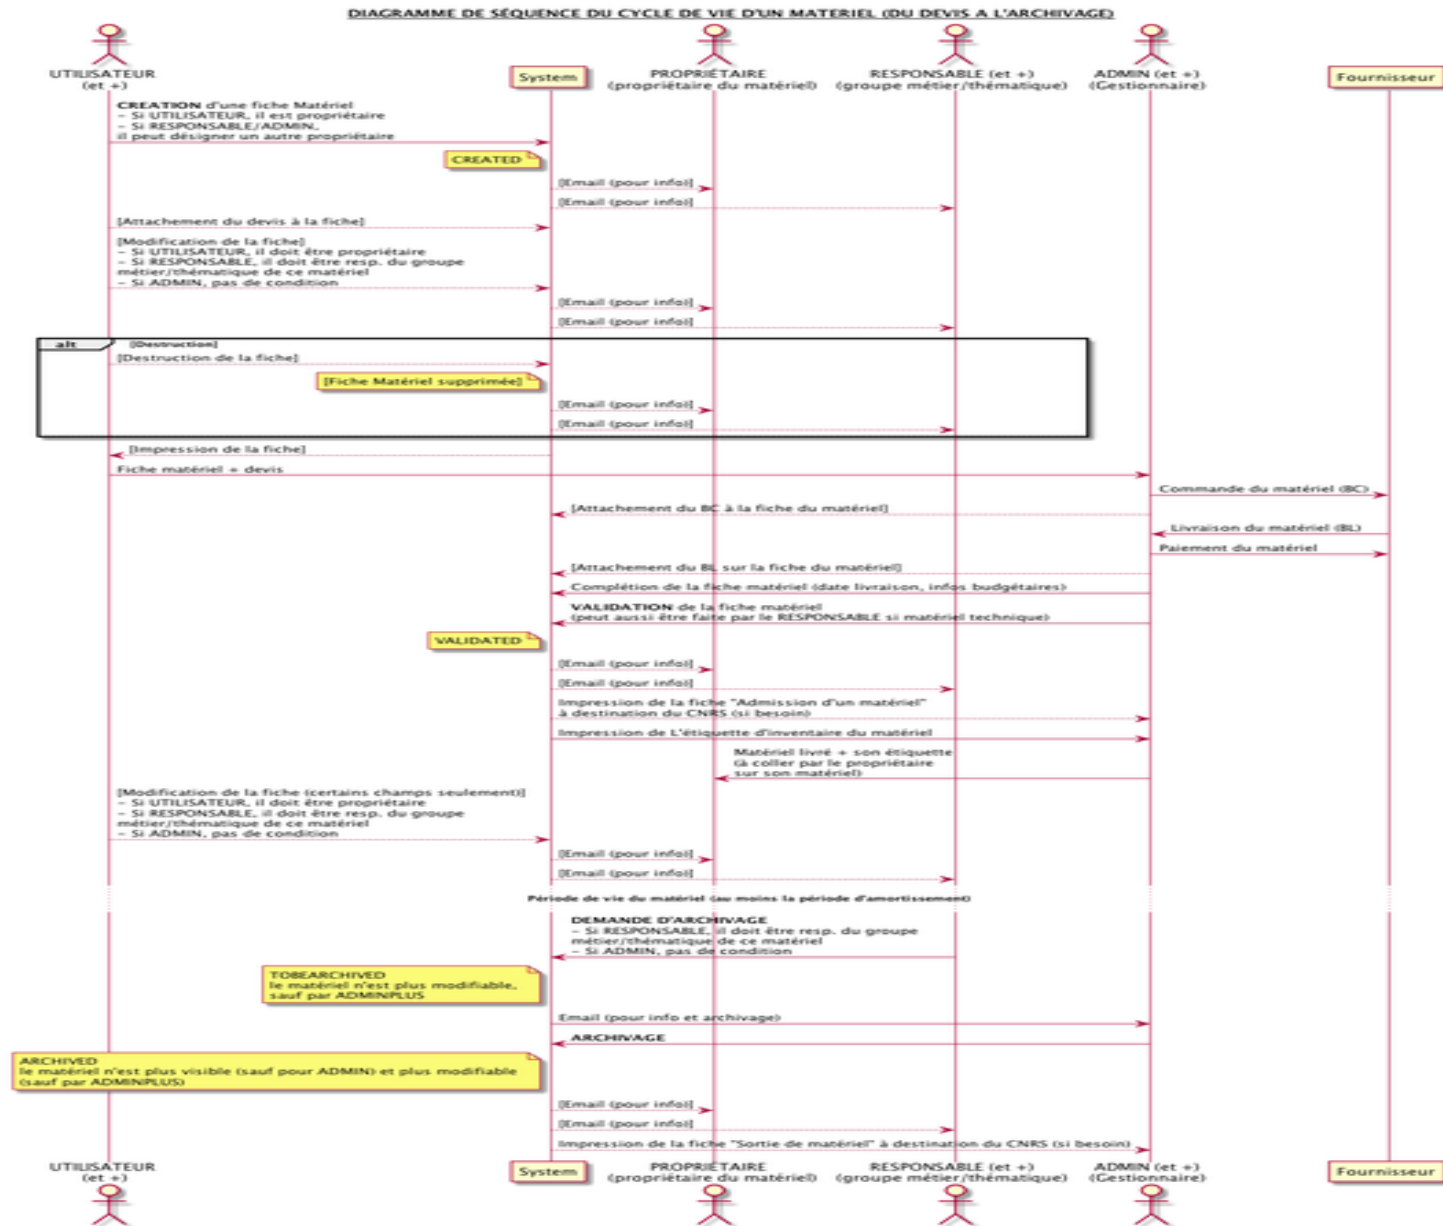 DIAGRAMME DE SÉQUENCE DU CYCLE DE VIE D'UN MATERIEL (DU DEVIS A L'ARCHIVAGE)
UTILISATEUR
(et +)
System
PROPRIÉTAIRE
(propriétaire du matériel)
RESPONSABLE (et +)
(groupe métier/thématique)
ADMIN (et +)
(Gestionnaire)
Fournisseur
CREATION d'une fiche Matériel
- Si UTILISATEUR, il est propriétaire
- Si RESPONSABLE/ADMIN,
il peut désigner un autre propriétaire
CREATED
[Email (pour info)]
[Email (pour info)]
[Attachement du devis à la fiche]
[Modification de la fiche]
- Si UTILISATEUR, il doit être propriétaire
- Si RESPONSABLE, il doit être resp. du groupe
métier/thématique de ce matériel
- Si ADMIN, pas de condition
[Email (pour info)]
[Email (pour info)]
alt [Destruction]
[Destruction de la fiche]
[Fiche Matériel supprimée]
[Email (pour info)]
[Email (pour info)]
[Impression de la fiche]
Fiche matériel + devis
Commande du matériel (BC)
[Attachement du BC à la fiche du matériel]
Livraison du matériel (BL)
Paiement du matériel
[Attachement du BL sur la fiche du matériel]
Complétion de la fiche matériel (date livraison, infos budgétaires)
VALIDATION de la fiche matériel
(peut aussi être faite par le RESPONSABLE si matériel technique)
VALIDATED
[Email (pour info)]
[Email (pour info)]
Impression de la fiche "Admission d'un matériel"
à destination du CNRS (si besoin)
Impression de L'étiquette d'inventaire du matériel
Matériel livré + son étiquette
(à coller par le propriétaire
sur son matériel)
[Modification de la fiche (certains champs seulement)]
- Si UTILISATEUR, il doit être propriétaire
- Si RESPONSABLE, il doit être resp. du groupe
métier/thématique de ce matériel
- Si ADMIN, pas de condition
[Email (pour info)]
[Email (pour info)]
Période de vie du matériel (au moins la période d'amortissement)
DEMANDE D'ARCHIVAGE
- Si RESPONSABLE, il doit être resp. du groupe
métier/thématique de ce matériel
- Si ADMIN, pas de condition
TOBEARCHIVED
le matériel n'est plus modifiable,
sauf par ADMINPLUS
Email (pour info et archivage)
ARCHIVAGE
ARCHIVED
le matériel n'est plus visible (sauf pour ADMIN) et plus modifiable
(sauf par ADMINPLUS)
[Email (pour info)]
[Email (pour info)]
Impression de la fiche "Sortie de matériel" à destination du CNRS (si besoin)
UTILISATEUR
(et +)
System
PROPRIÉTAIRE
(propriétaire du matériel)
RESPONSABLE (et +)
(groupe métier/thématique)
ADMIN (et +)
(Gestionnaire)
Fournisseur